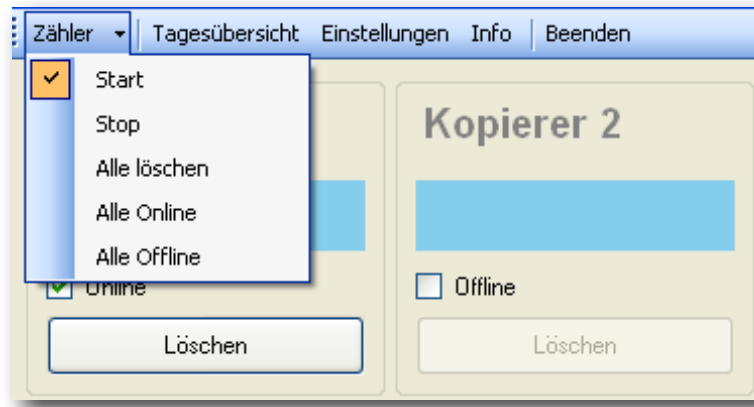 Zähler Tagesübersicht Einstellungen Info Beenden
Start
Stop
Alle löschen
Alle Online
Alle Offline
Kopierer 2
Online
Offline
Löschen
Löschen